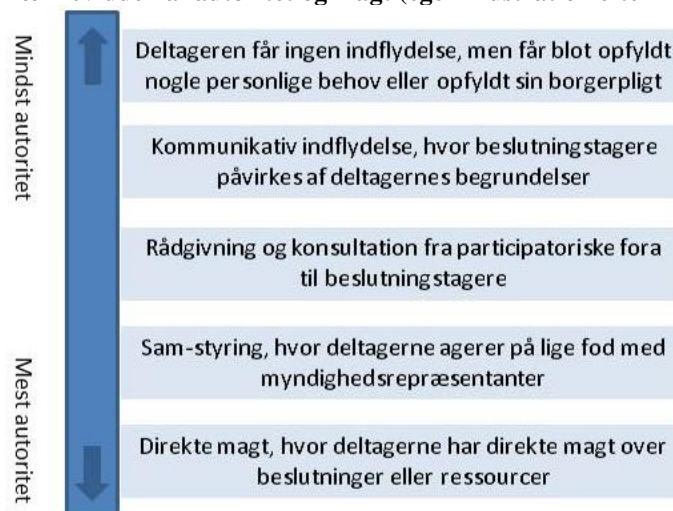 Mindst autoritet
Deltageren får ingen indflydelse, men får blot opfyldt
nogle personlige behov eller opfyldt sin borgerpligt
Kommunikativ indflydelse, hvor beslutningstagere
påvirkes af deltagernes begrundelser
Rådgivning og konsultation fra participatoriske fora
til beslutningstagere
Sam-styring, hvor deltagerne agerer på lige fod med
myndighedsrepræsentanter
Mest autoritet
Direkte magt, hvor deltagerne har direkte magt over
beslutninger eller ressourcer